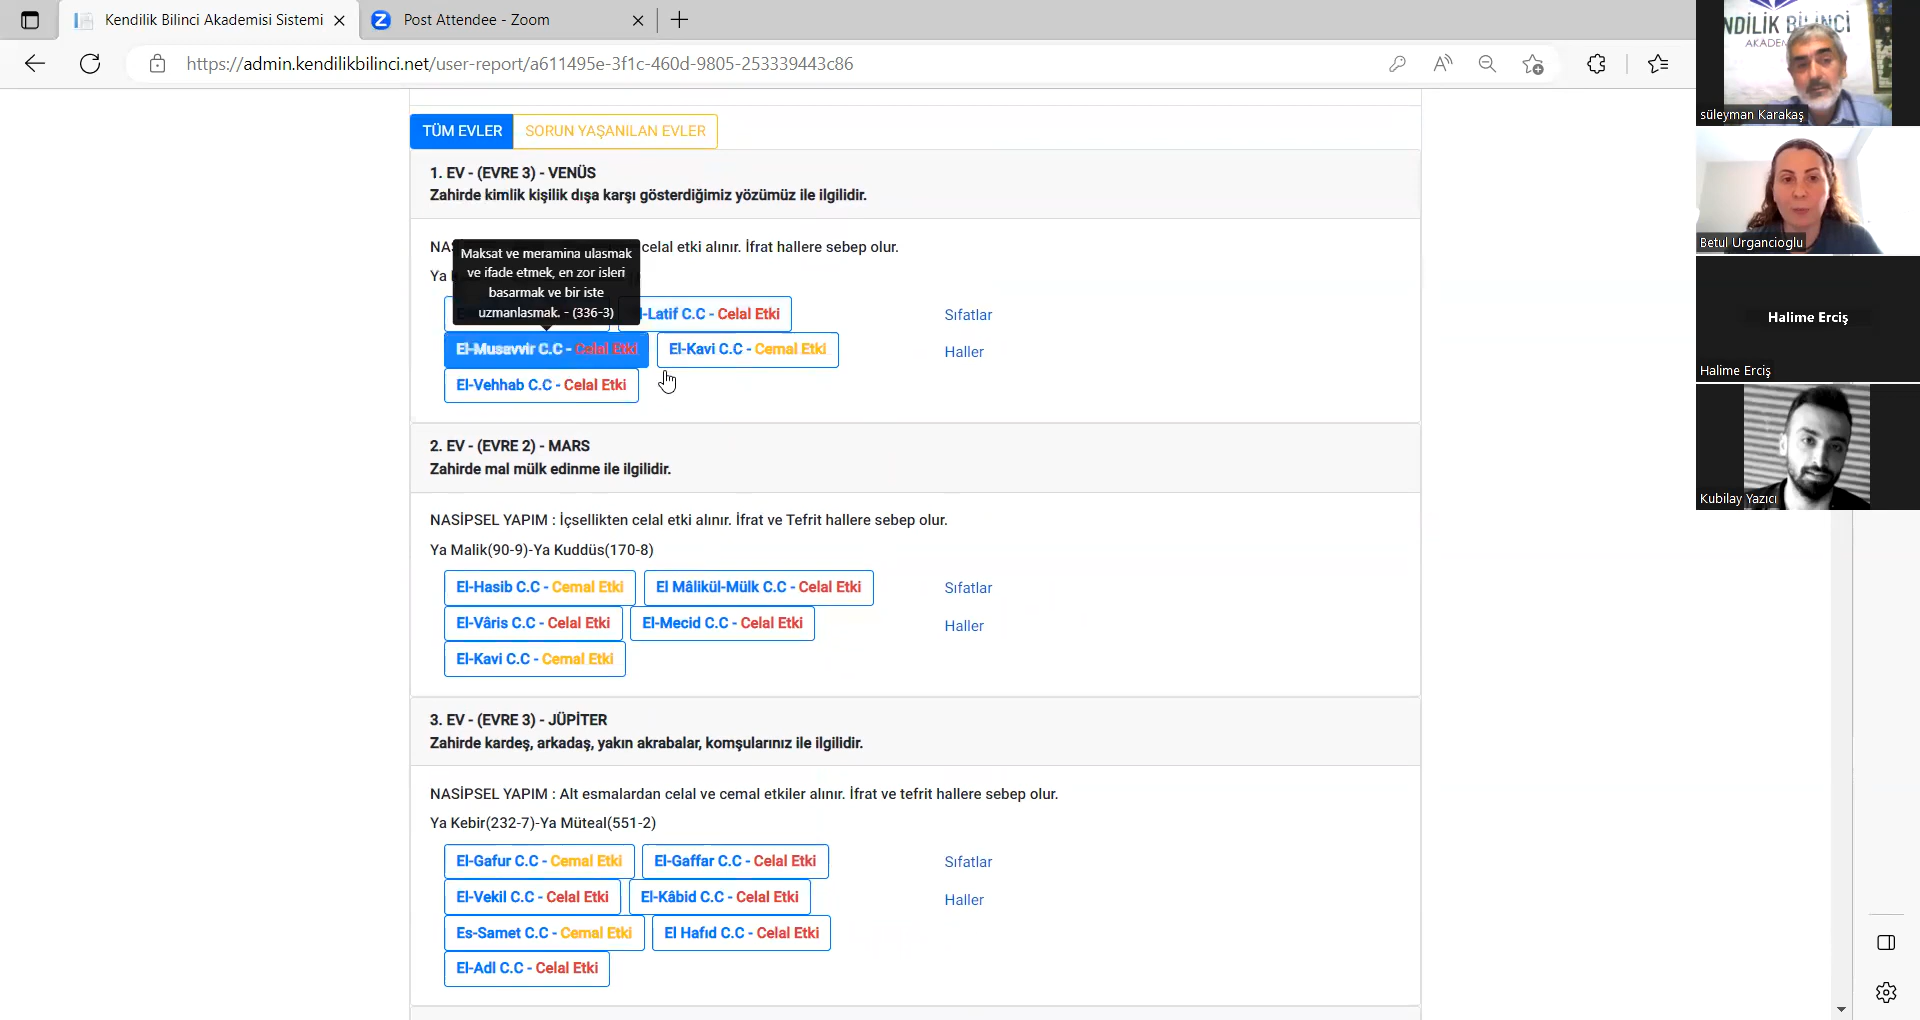 Kendilik Bilinci Akademisi Sistemi
Post Attendee - Zoom
https://admin.kendilikbilinci.net/user-report/a611495e-3f1c-460d-9805-253339443c86
TÜM EVLER
SORUN YAŞANILAN EVLER
1. EV - (EVRE 3) - VENÜS
Zahirde kimlik kişilik dışa karşı gösterdiğimiz yözümüz ile ilgilidir.
celal etki alınır. İfrat hallere sebep olur.
Ya
Maksat ve meramina ulasmak
ve ifade etmek, en zor isleri
basarmak ve bir iste
uzmanlasmak. - (336-3)
-Latif C.C - Celal Etki
Sıfatlar
El-Musavvir C.C - Celal Etki
El-Kavi C.C - Cemal Etki
Haller
El-Vehhab C.C - Celal Etki
2. EV - (EVRE 2) - MARS
Zahirde mal mülk edinme ile ilgilidir.
NASİPSEL YAPIM : İçsellikten celal etki alınır. İfrat ve Tefrit hallere sebep olur.
Ya Malik(90-9)-Ya Kuddüs(170-8)
El-Hasib C.C - Cemal Etki
El Mâlikül-Mülk C.C - Celal Etki
Sıfatlar
El-Vâris C.C - Celal Etki
El-Mecid C.C - Celal Etki
Haller
El-Kavi C.C - Cemal Etki
3. EV - (EVRE 3) - JÜPİTER
Zahirde kardeş, arkadaş, yakın akrabalar, komşularınız ile ilgilidir.
NASİPSEL YAPIM : Alt esmalardan celal ve cemal etkiler alınır. İfrat ve tefrit hallere sebep olur.
Ya Kebir(232-7)-Ya Müteal(551-2)
El-Gafur C.C - Cemal Etki
El-Gaffar C.C - Celal Etki
Sıfatlar
El-Vekil C.C - Celal Etki
El-Kâbid C.C - Celal Etki
Haller
Es-Samet C.C - Cemal Etki
El Hafıd C.C - Celal Etki
El-Adl C.C - Celal Etki
NDİLİK BİLİNCİ
AKADEM
süleyman Karakaş
Betul Urgancioglu
Halime Erciş
Halime Erciş
Kubilay Yazıcı